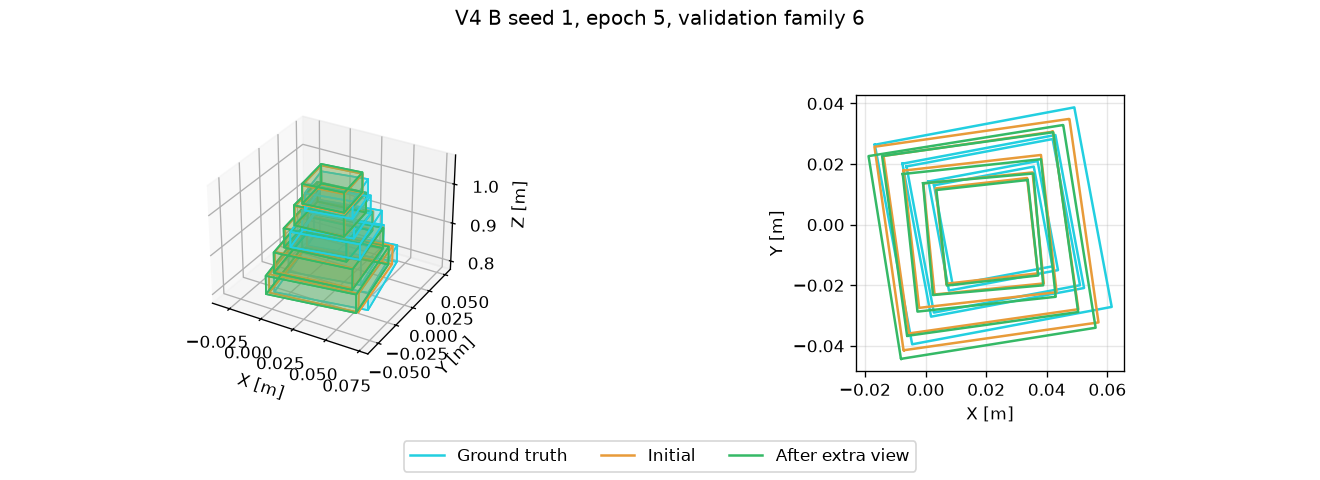 V4 B seed 1, epoch 5, validation family 6
1.0
0.9
0.8
Z [m]
−0.025
0.000
0.025
0.050
0.075
X [m]
0.050
0.025
0.000
−0.025
−0.050
Y [m]
0.04
0.02
0.00
−0.02
−0.04
Y [m]
−0.02 0.00 0.02 0.04 0.06
X [m]
Ground truth Initial After extra view